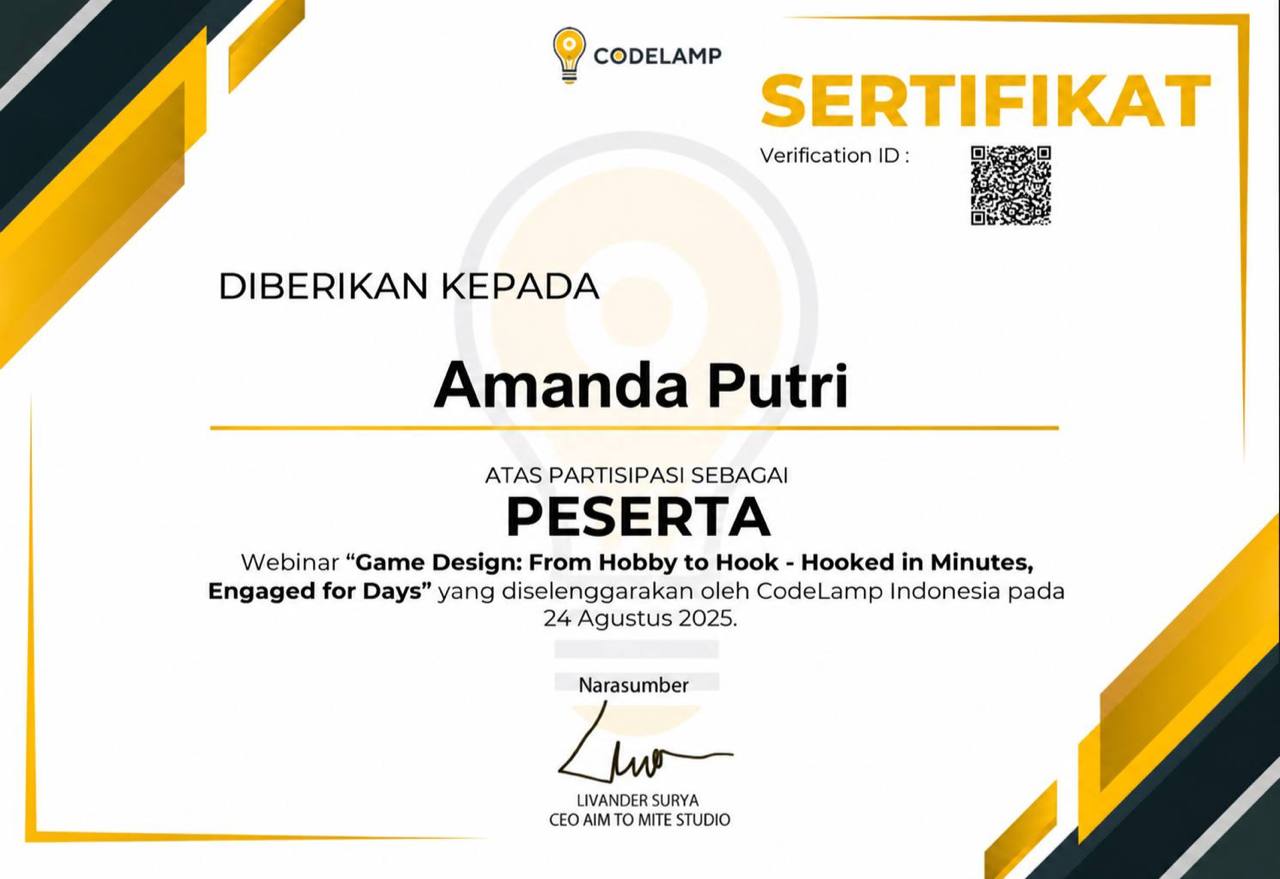 CODELAMP
SERTIFIKAT
Verification ID :
DIBERIKAN KEPADA
Amanda Putri
ATAS PARTISIPASI SEBAGAI
PESERTA
Webinar “Game Design: From Hobby to Hook - Hooked in Minutes,
Engaged for Days” yang diselenggarakan oleh CodeLamp Indonesia pada
24 Agustus 2025.
Narasumber
LIVANDER SURYA
CEO AIM TO MITE STUDIO